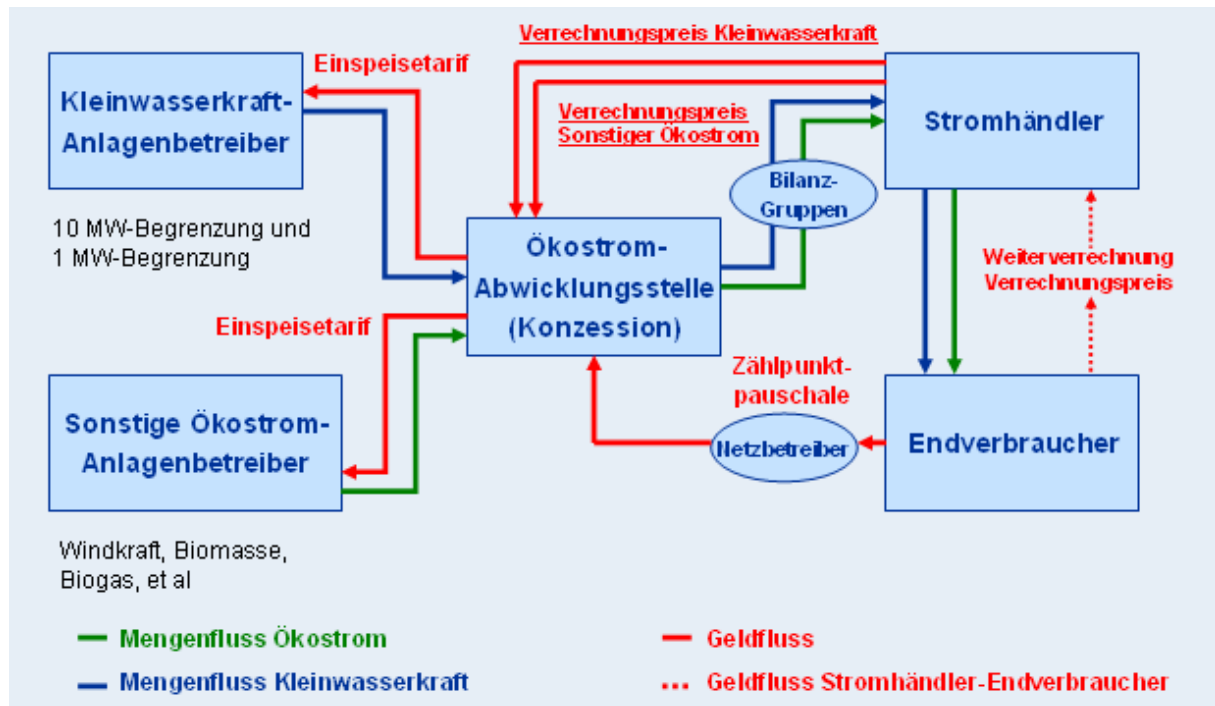 Verrechnungspreis Kleinwasserkraft
Einspeisetarif
Kleinwasserkraft-
Anlagenbetreiber
Verrechnungspreis
Sonstiger Ökostrom
Stromhändler
Bilanz-
Gruppen
10 MW-Begrenzung und
1 MW-Begrenzung
Ökostrom-
Abwicklungsstelle
(Konzession)
Weiterverrechnung
Verrechnungspreis
Einspeisetarif
Zählpunkt-
pauschale
Sonstige Ökostrom-
Anlagenbetreiber
Netzbetreiber
Endverbraucher
Windkraft, Biomasse,
Biogas, et al
Mengenfluss Ökostrom
Geldfluss
Mengenfluss Kleinwasserkraft
Geldfluss Stromhändler-Endverbraucher